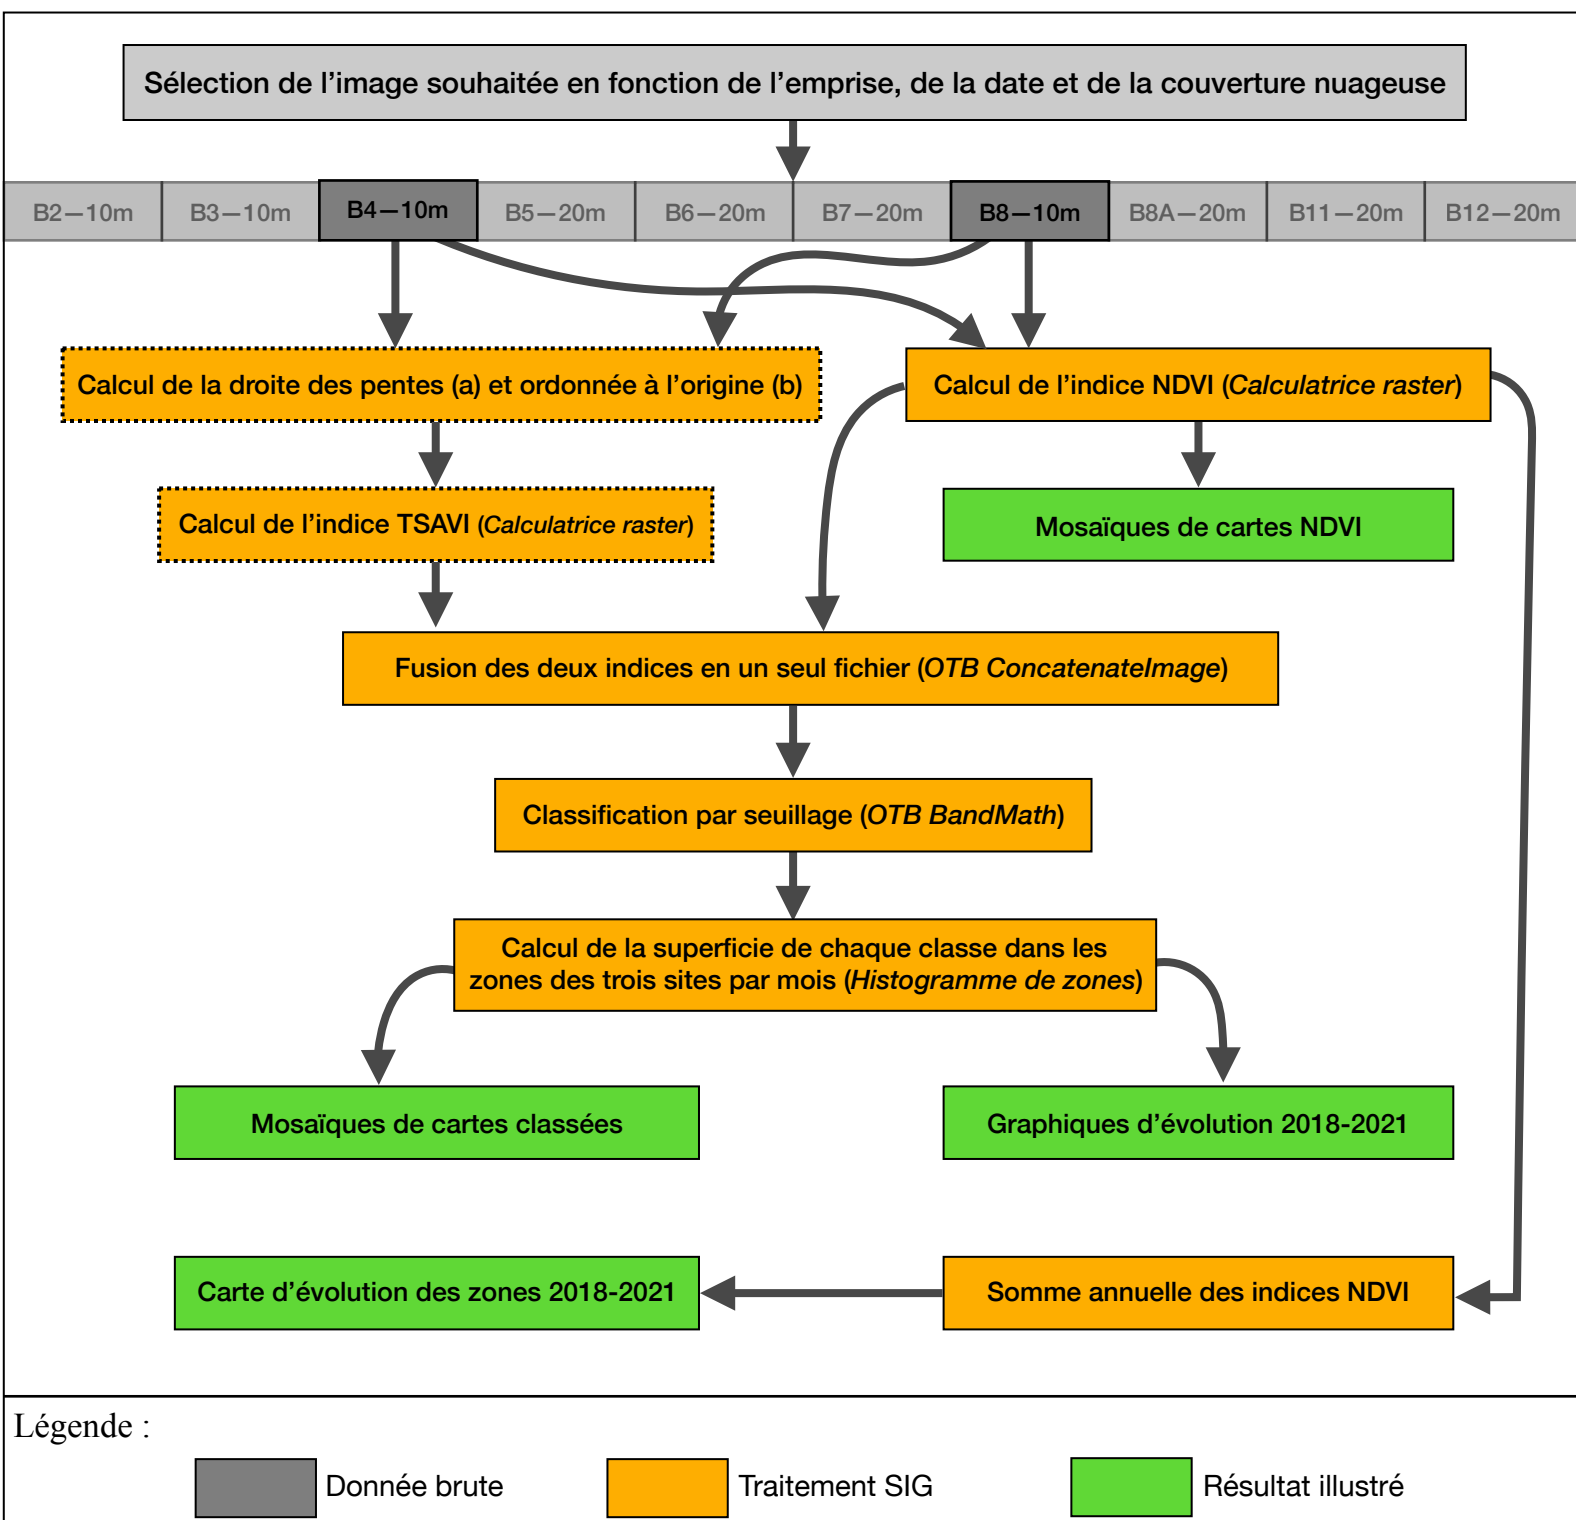 Sélection de l’image souhaitée en fonction de l’emprise, de la date et de la couverture nuageuse
B2—10m B3—10m B4—10m B5—20m B6—20m B7—20m B8—10m B8A—20m B11—20m B12—20m
Calcul de la droite des pentes (a) et ordonnée à l’origine (b)
Calcul de l’indice NDVI (Calculatrice raster)
Calcul de l’indice TSAVI (Calculatrice raster)
Mosaïques de cartes NDVI
Fusion des deux indices en un seul fichier (OTB ConcatenateImage)
Classification par seuillage (OTB BandMath)
Calcul de la superficie de chaque classe dans les
zones des trois sites par mois (Histogramme de zones)
Mosaïques de cartes classées
Graphiques d’évolution 2018-2021
Carte d’évolution des zones 2018-2021
Somme annuelle des indices NDVI
Légende :
Donnée brute
Traitement SIG
Résultat illustré